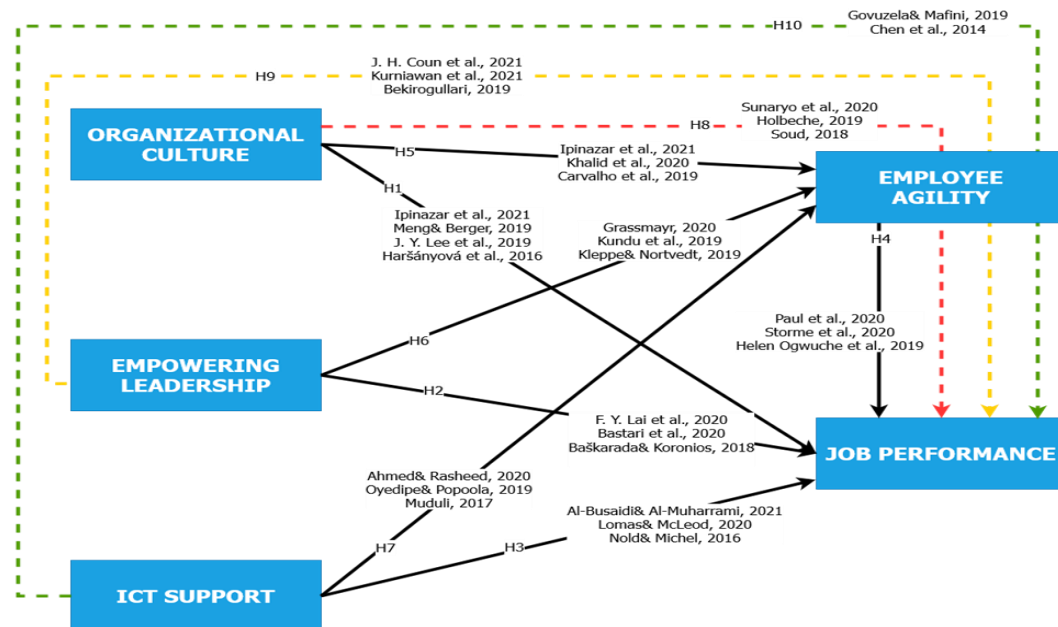 H10
Govuzela& Mafini, 2019
Chen et al., 2014
H9
J. H. Coun et al., 2021
Kurniawan et al., 2021
Bekirogullari, 2019
ORGANIZATIONAL
CULTURE
H8
Sunaryo et al., 2020
Holbeche, 2019
Soud, 2018
H5
Ipinazar et al., 2021
Khalid et al., 2020
Carvalho et al., 2019
EMPLOYEE
AGILITY
H1
Ipinazar et al., 2021
Meng& Berger, 2019
J. Y. Lee et al., 2019
Haršányová et al., 2016
Grassmayr, 2020
Kundu et al., 2019
Kleppe& Nortvedt, 2019
H4
Paul et al., 2020
Storme et al., 2020
Helen Ogwuche et al., 2019
EMPOWERING
LEADERSHIP
H6
H2
F. Y. Lai et al., 2020
Bastari et al., 2020
Baškarada& Koronios, 2018
JOB PERFORMANCE
Ahmed& Rasheed, 2020
Oyedipe& Popoola, 2019
Muduli, 2017
H7
H3
Al-Busaidi& Al-Muharrami, 2021
Lomas& McLeod, 2020
Nold& Michel, 2016
ICT SUPPORT